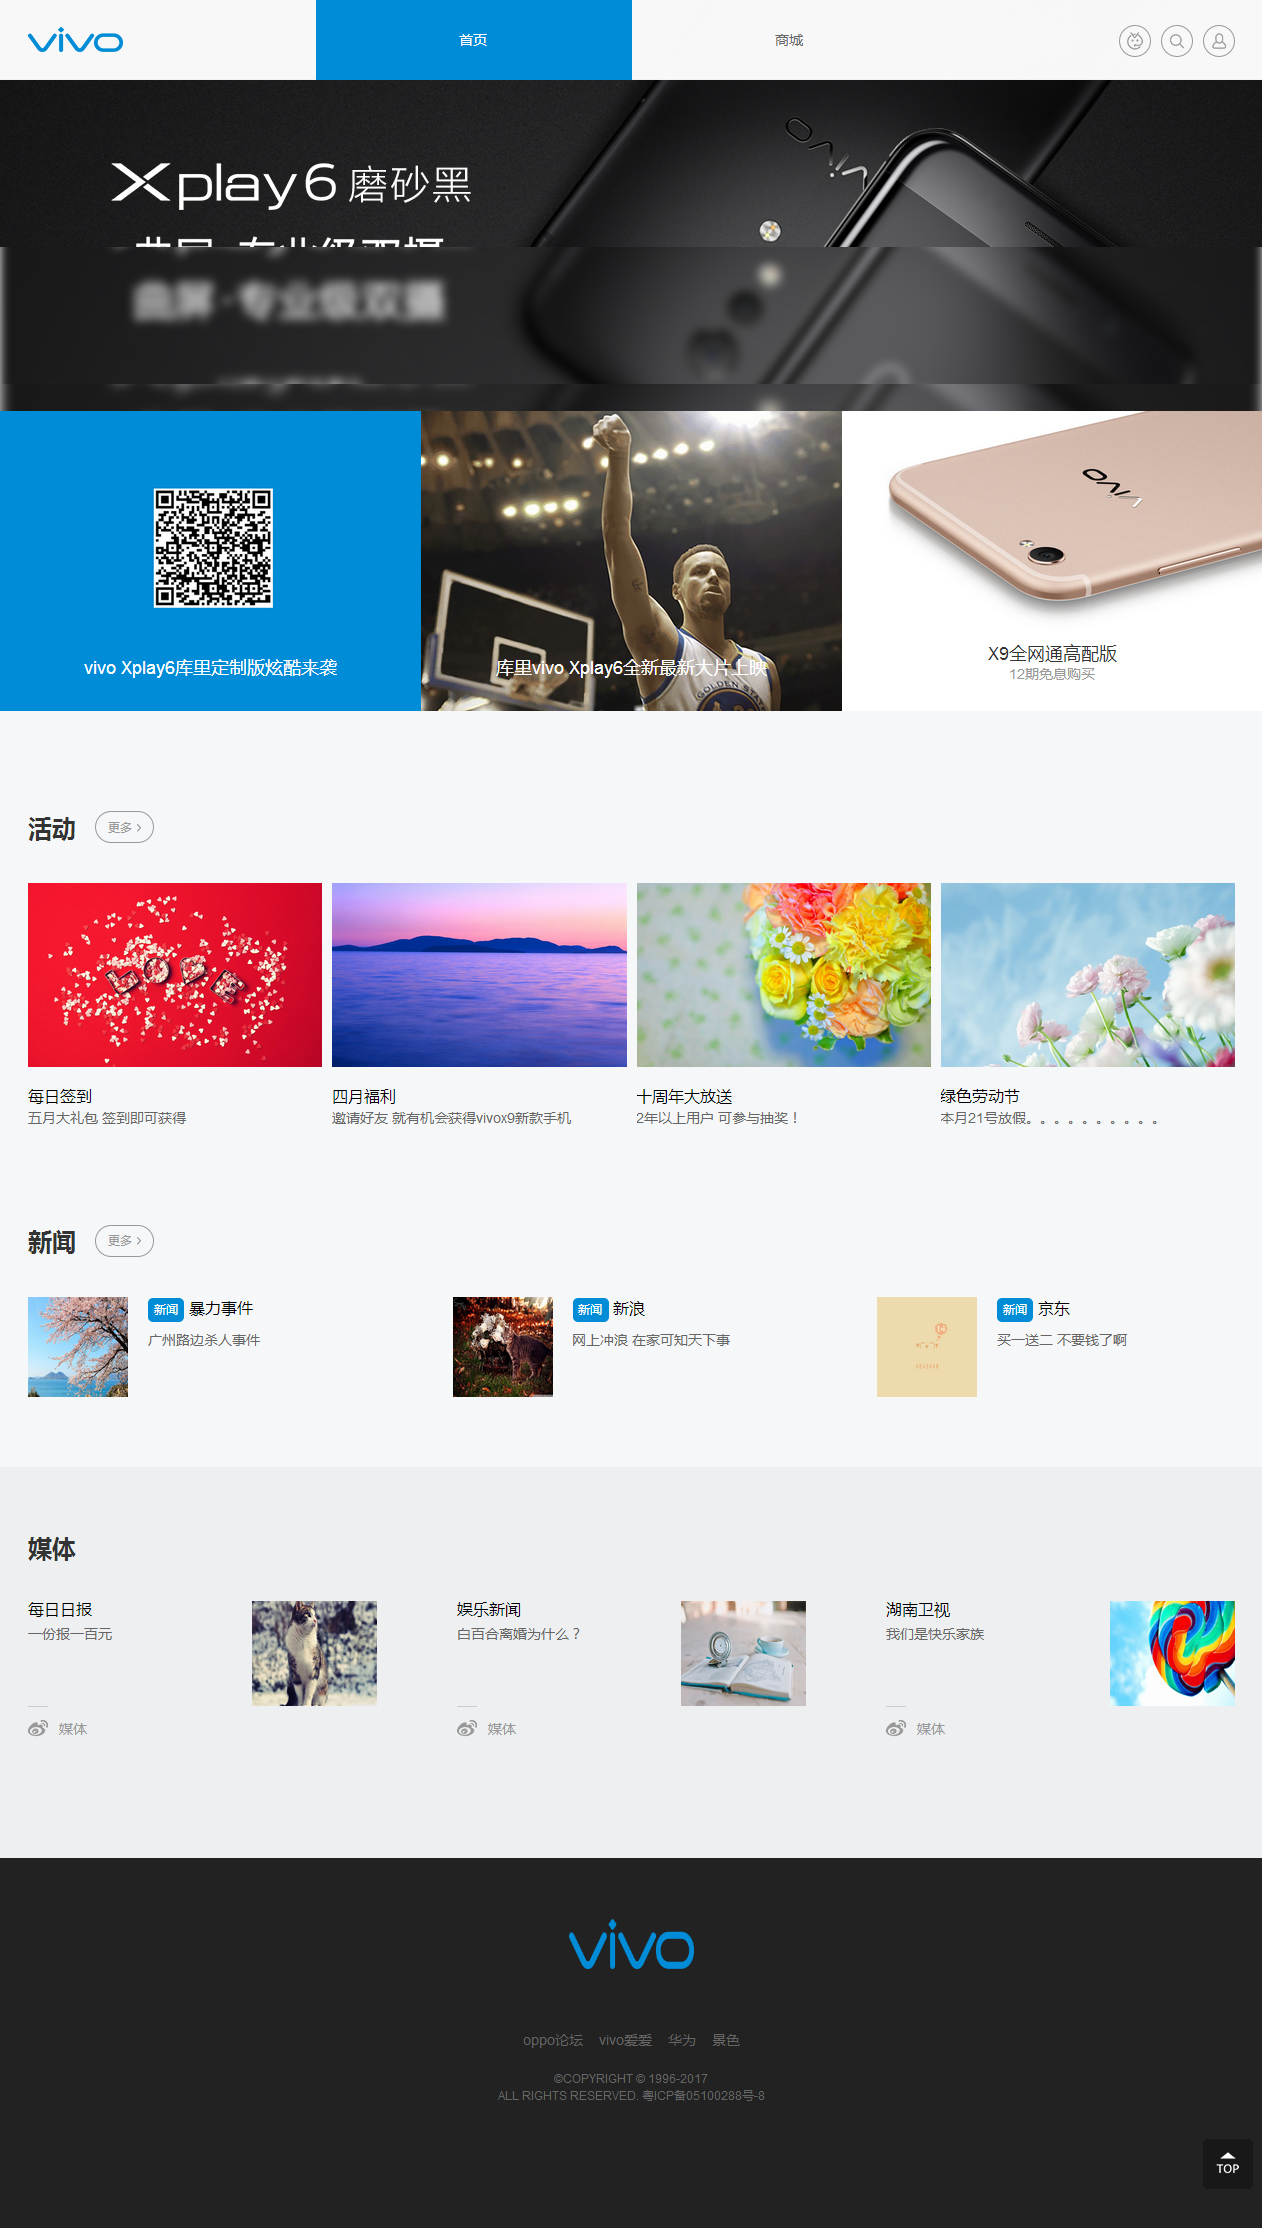 vivo
首页
商城
Xplay6 磨砂黑
vivo
曲屏·专业级双摄
vivo
vivo Xplay6库里定制版炫酷来袭
GOLDEN STATE
库里vivo Xplay6全新最新大片上映
X9全网通高配版
12期免息购买
活动
更多 >
LOVE
每日签到
五月大礼包 签到即可获得
四月福利
邀请好友 就有机会获得vivox9新款手机
十周年大放送
2年以上用户 可参与抽奖！
绿色劳动节
本月21号放假。。。。。。。。。。
新闻
更多 >
新闻 暴力事件
广州路边杀人事件
新闻 新浪
网上冲浪 在家可知天下事
新闻 京东
买一送二 不要钱了啊
媒体
每日日报
一份报一百元
媒体
娱乐新闻
白百合离婚为什么？
媒体
湖南卫视
我们是快乐家族
媒体
vivo
oppo论坛 vivo爱爱 华为 景色
©COPYRIGHT © 1996-2017
ALL RIGHTS RESERVED. 粤ICP备05100288号-8
TOP